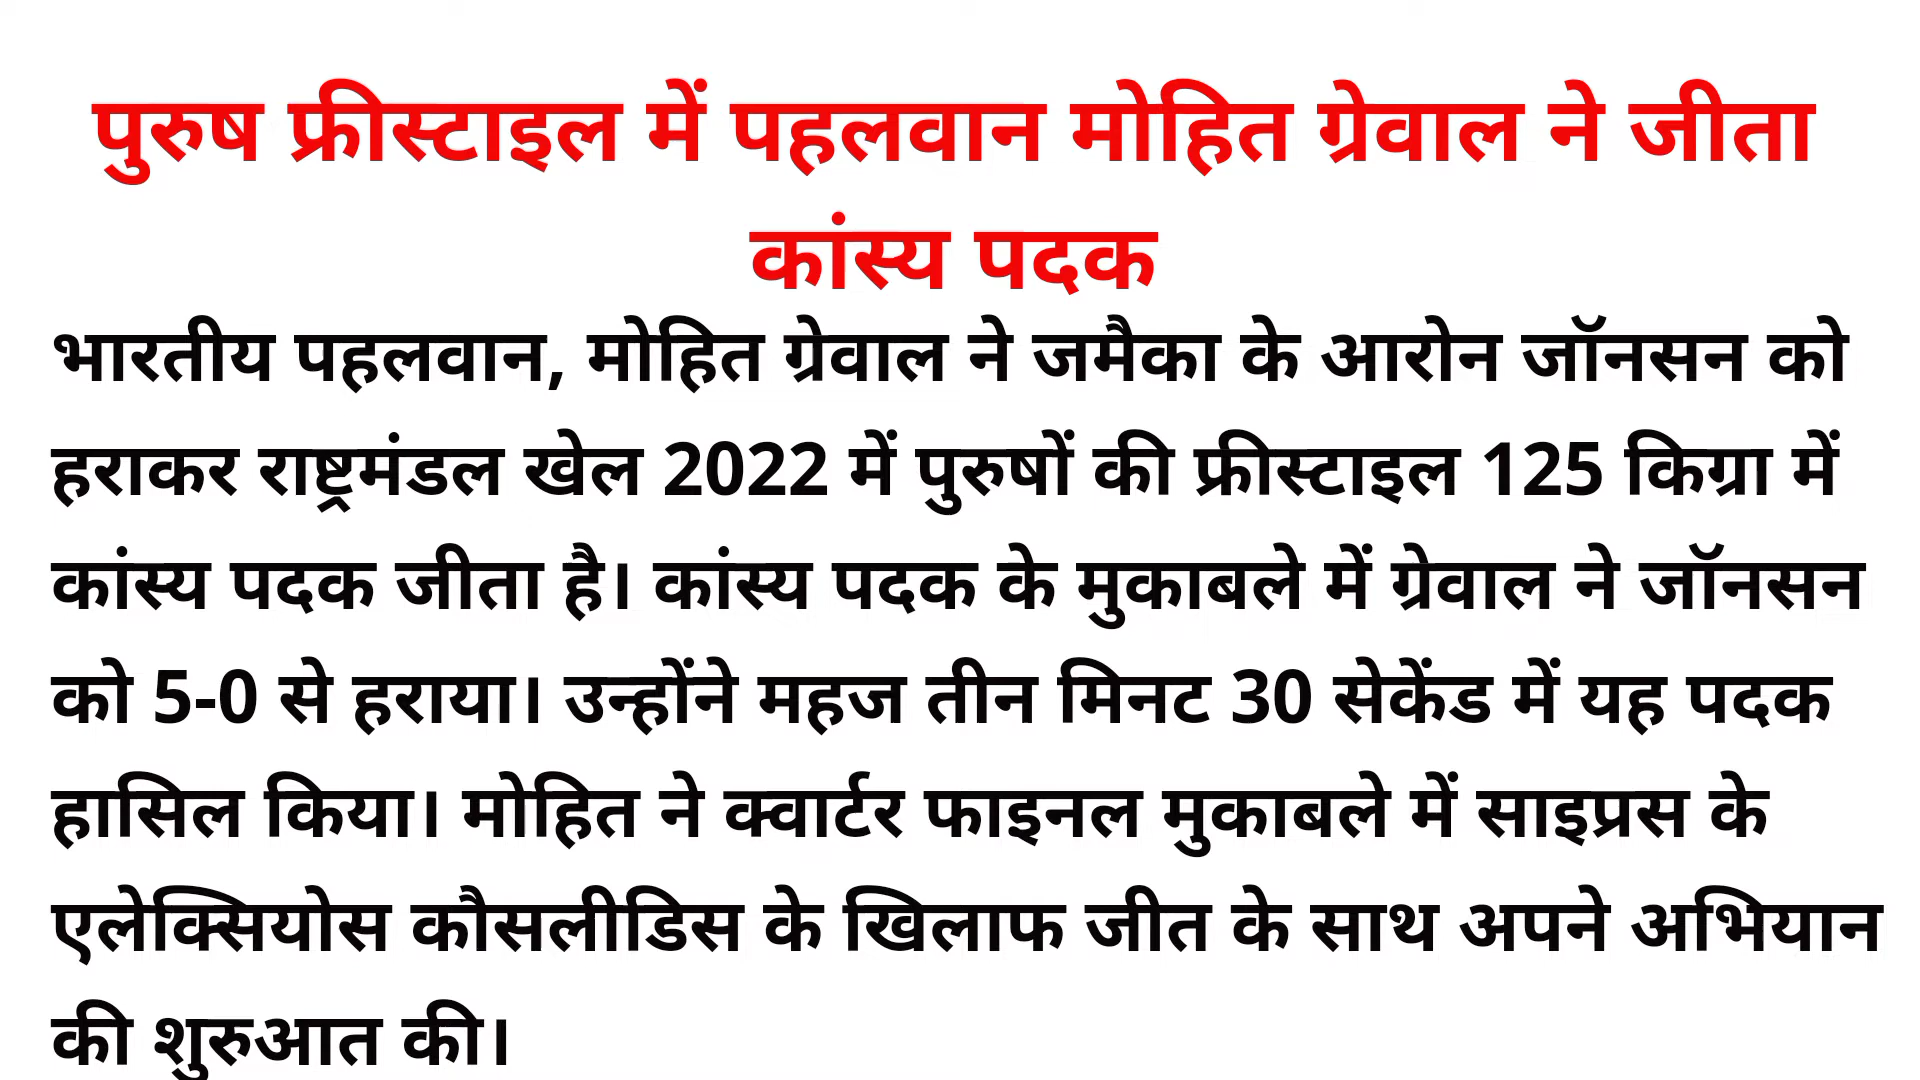 पुरुष फ्रीस्टाइल में पहलवान मोहित ग्रेवाल ने जीता
कांस्य पदक
भारतीय पहलवान, मोहित ग्रेवाल ने जमैका के आरोन जॉनसन को
हराकर राष्ट्रमंडल खेल 2022 में पुरुषों की फ्रीस्टाइल 125 किग्रा में
कांस्य पदक जीता है। कांस्य पदक के मुकाबले में ग्रेवाल ने जॉनसन
को 5-0 से हराया। उन्होंने महज तीन मिनट 30 सेकेंड में यह पदक
हासिल किया। मोहित ने क्वार्टर फाइनल मुकाबले में साइप्रस के
एलेक्सियोस कौसलीडिस के खिलाफ जीत के साथ अपने अभियान
की शुरुआत की।